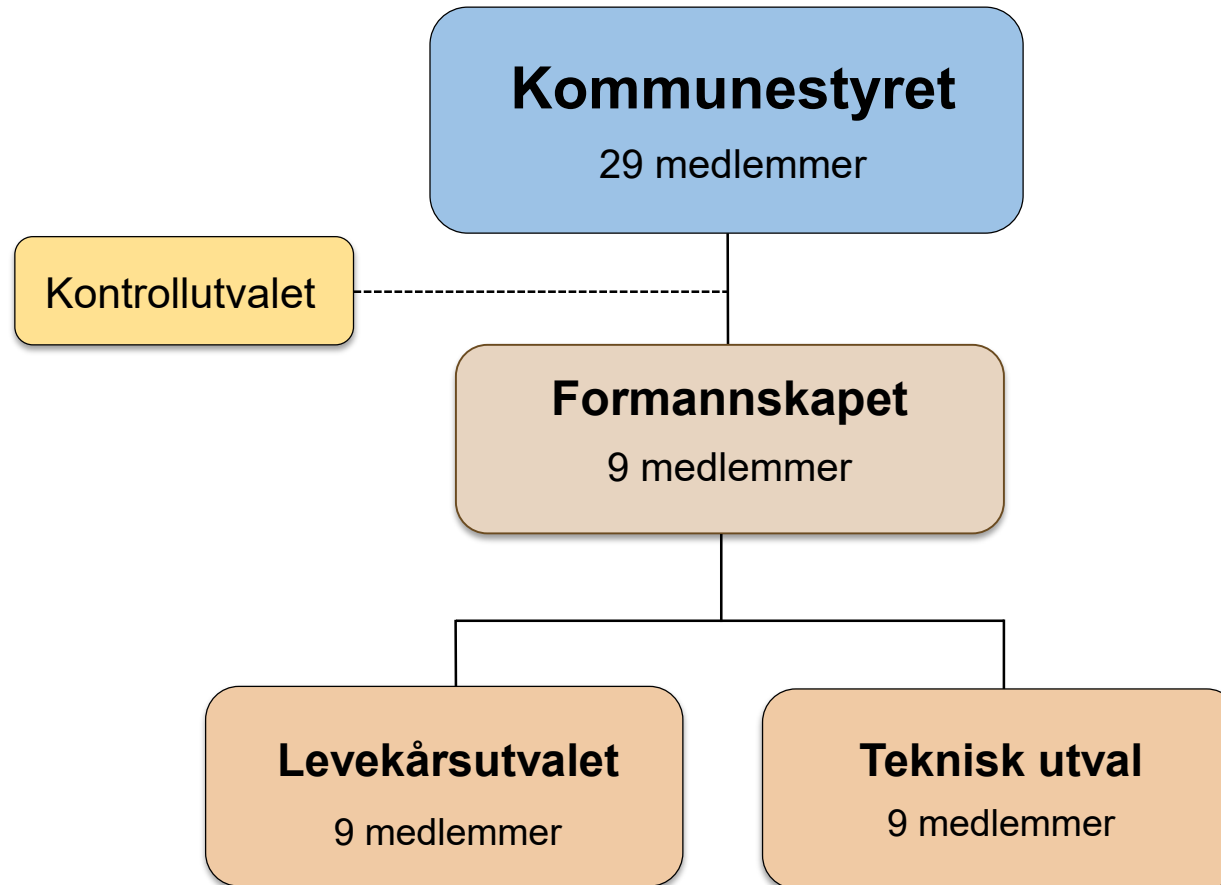 Kommunestyret
29 medlemmer
Kontrollutvalet
Formannskapet
9 medlemmer
Levekårsutvalet
9 medlemmer
Teknisk utval
9 medlemmer